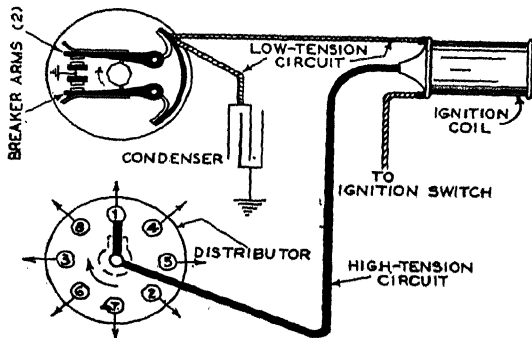 BREAKER ARMS (2)
LOW-TENSION
CIRCUIT
IGNITION
COIL
CONDENSER
TO
IGNITION SWITCH
DISTRIBUTOR
HIGH-TENSION
CIRCUIT
1
8
4
3
5
6
2
7